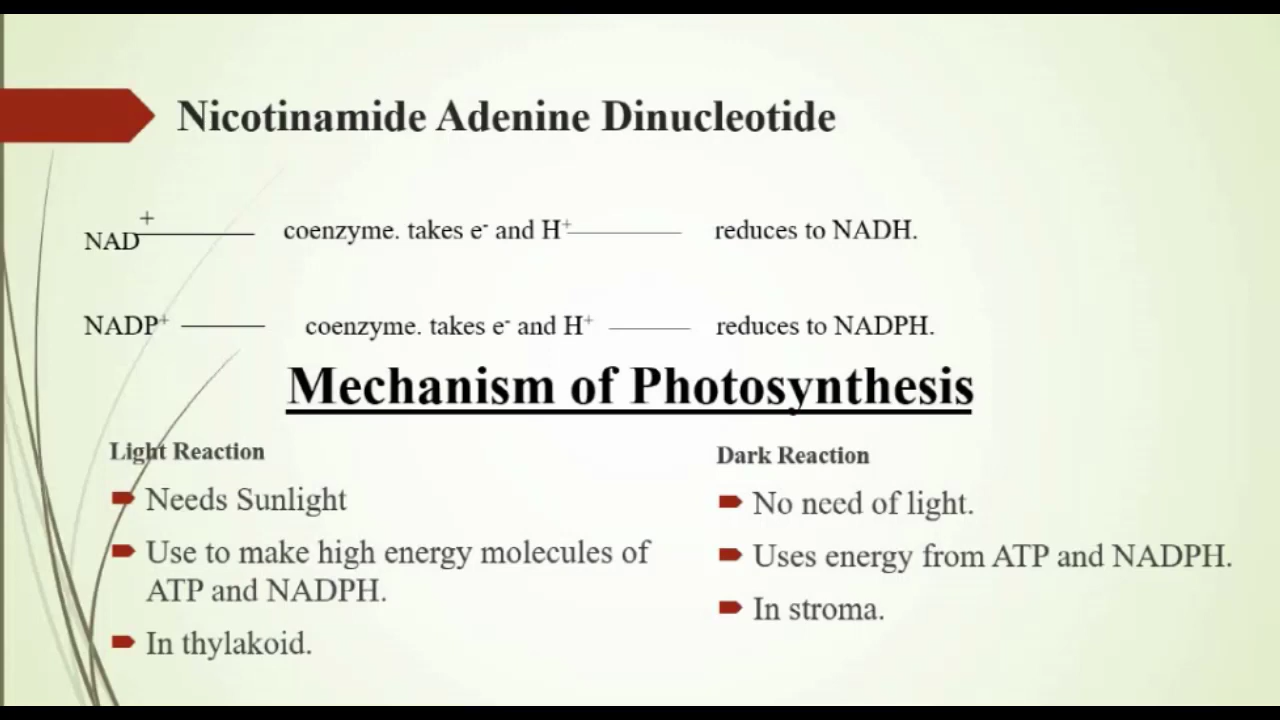 Nicotinamide Adenine Dinucleotide
NAD+ coenzyme. takes e- and H+ reduces to NADH.
NADP+ coenzyme. takes e- and H+ reduces to NADPH.
Mechanism of Photosynthesis
Light Reaction
Needs Sunlight
Use to make high energy molecules of
ATP and NADPH.
In thylakoid.
Dark Reaction
No need of light.
Uses energy from ATP and NADPH.
In stroma.